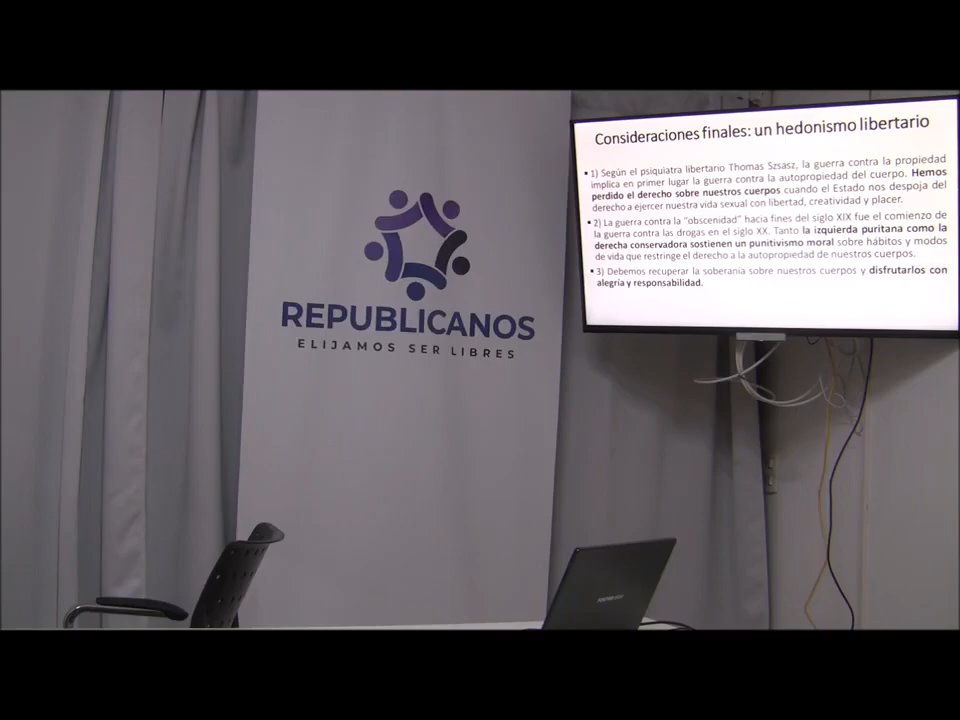 REPUBLICANOS
ELIJAMOS SER LIBRES
Consideraciones finales: un hedonismo libertario
▪ 1) Según el psiquiatra libertario Thomas Szsasz, la guerra contra la propiedad
implica en primer lugar la guerra contra la autopropiedad del cuerpo. Hemos
perdido el derecho sobre nuestros cuerpos cuando el Estado nos despoja del
derecho a ejercer nuestra vida sexual con libertad, creatividad y placer.
▪ 2) La guerra contra la "obscenidad" hacia fines del siglo XIX fue el comienzo de
la guerra contra las drogas en el siglo XX. Tanto la izquierda puritana como la
derecha conservadora sostienen un punitivismo moral sobre hábitos y modos
de vida que restringe el derecho a la autopropiedad de nuestros cuerpos.
▪ 3) Debemos recuperar la soberania sobre nuestros cuerpos y disfrutarlos con
alegria y responsabilidad.